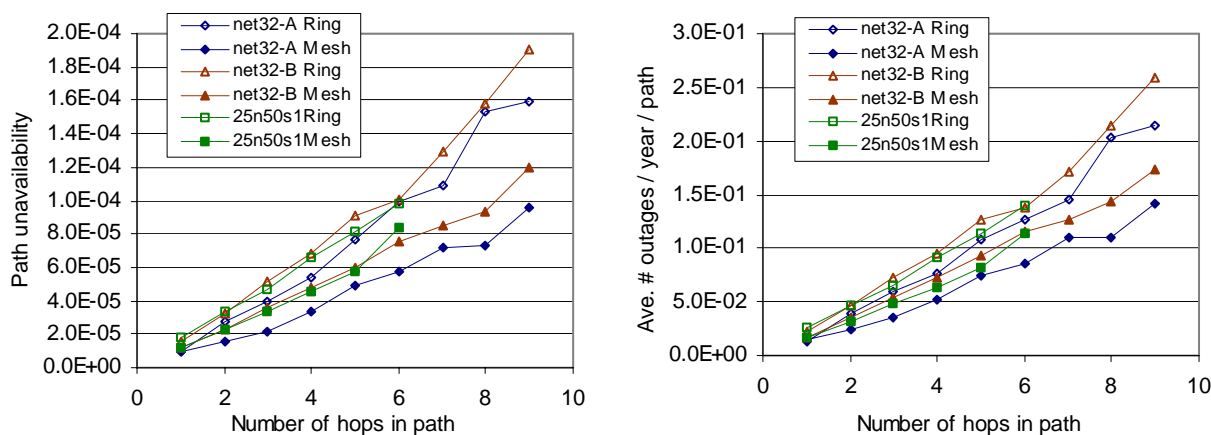 net32-A Ring
net32-A Mesh
net32-B Ring
net32-B Mesh
25n50s1Ring
25n50s1Mesh
2.0E-04
1.8E-04
1.6E-04
1.4E-04
1.2E-04
1.0E-04
8.0E-05
6.0E-05
4.0E-05
2.0E-05
0.0E+00
Path unavailability
0 2 4 6 8 10
Number of hops in path
net32-A Ring
net32-A Mesh
net32-B Ring
net32-B Mesh
25n50s1Ring
25n50s1Mesh
3.0E-01
2.5E-01
2.0E-01
1.5E-01
1.0E-01
5.0E-02
0.0E+00
Ave. # outages / year / path
0 2 4 6 8 10
Number of hops in path